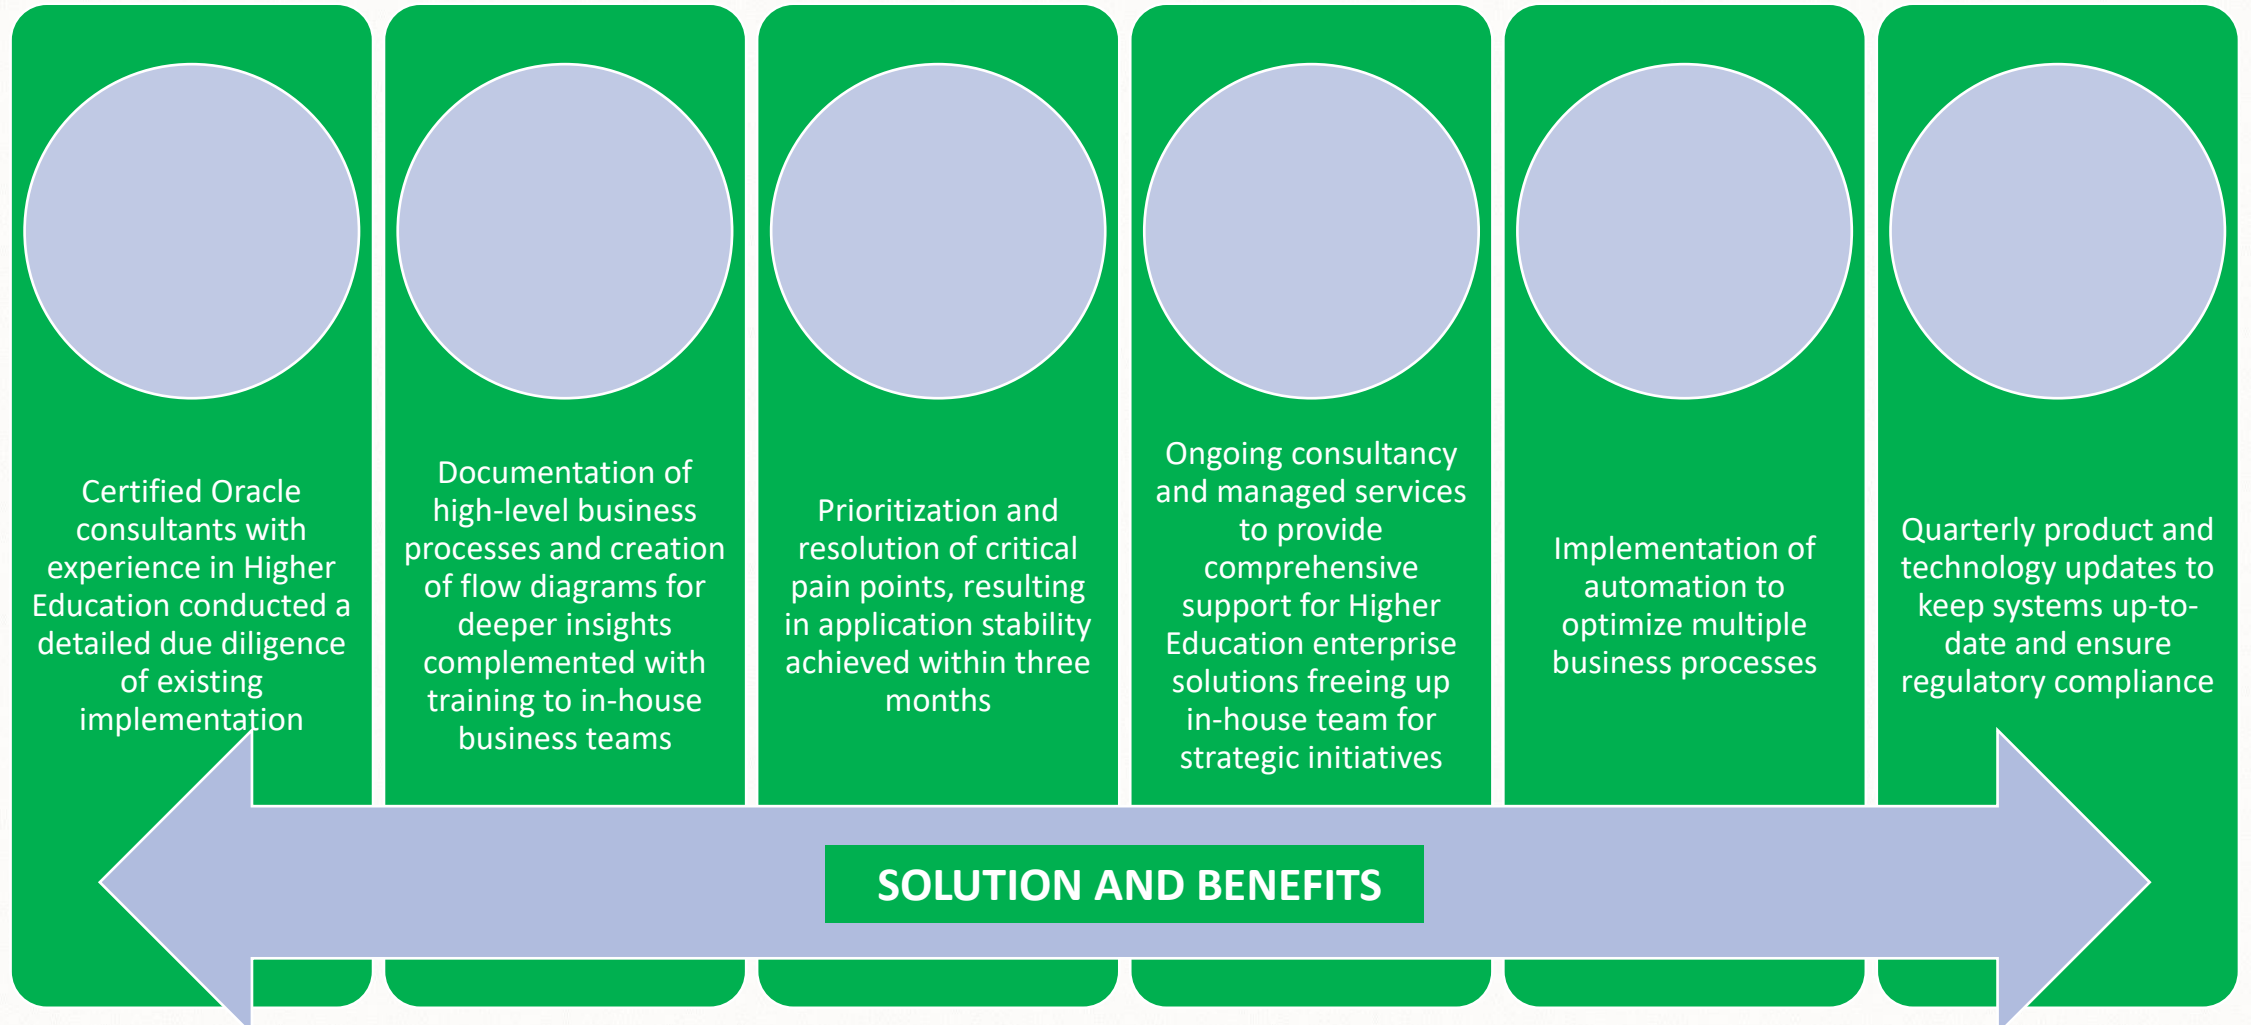 Certified Oracle
consultants with
experience in Higher
Education conducted a
detailed due diligence
of existing
implementation
Documentation of
high-level business
processes and creation
of flow diagrams for
deeper insights
complemented with
training to in-house
business teams
Prioritization and
resolution of critical
pain points, resulting
in application stability
achieved within three
months
Ongoing consultancy
and managed services
to provide
comprehensive
support for Higher
Education enterprise
solutions freeing up
in-house team for
strategic initiatives
Implementation of
automation to
optimize multiple
business processes
Quarterly product and
technology updates to
keep systems up-to-
date and ensure
regulatory compliance
SOLUTION AND BENEFITS